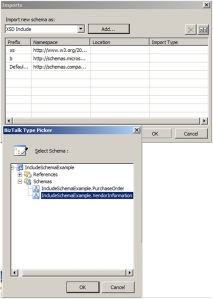 Imports
Import new schema as:
XSD Include
Add...
Prefix Namespace Location Import Type
xs http://www.w3.org/20...
b http://schemas.micros...
Defaul... http://schemas.compa...
OK Cancel
BizTalk Type Picker
Select Schema :
IncludeSchemaExample
References
Schemas
IncludeSchemaExample.PurchaseOrder
IncludeSchemaExample.VendorInformation
OK Cancel